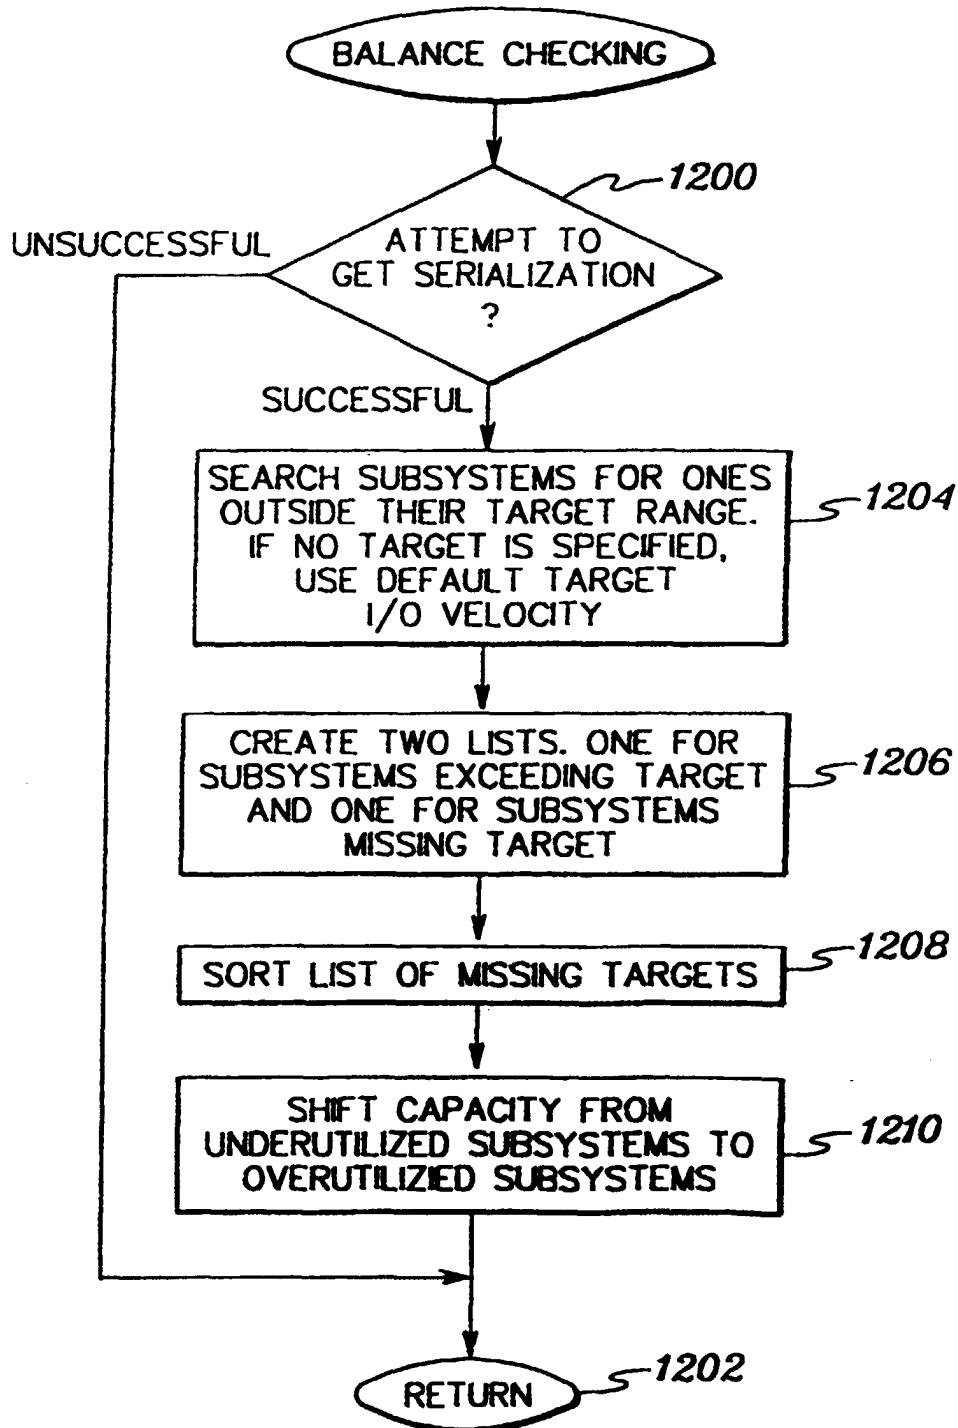 BALANCE CHECKING
1200
UNSUCCESSFUL
ATTEMPT TO
GET SERIALIZATION
?
SUCCESSFUL
SEARCH SUBSYSTEMS FOR ONES
OUTSIDE THEIR TARGET RANGE.
IF NO TARGET IS SPECIFIED,
USE DEFAULT TARGET
I/O VELOCITY
1204
CREATE TWO LISTS. ONE FOR
SUBSYSTEMS EXCEEDING TARGET
AND ONE FOR SUBSYSTEMS
MISSING TARGET
1206
SORT LIST OF MISSING TARGETS
1208
SHIFT CAPACITY FROM
UNDERUTILIZED SUBSYSTEMS TO
OVERUTILIZIED SUBSYSTEMS
1210
RETURN
1202